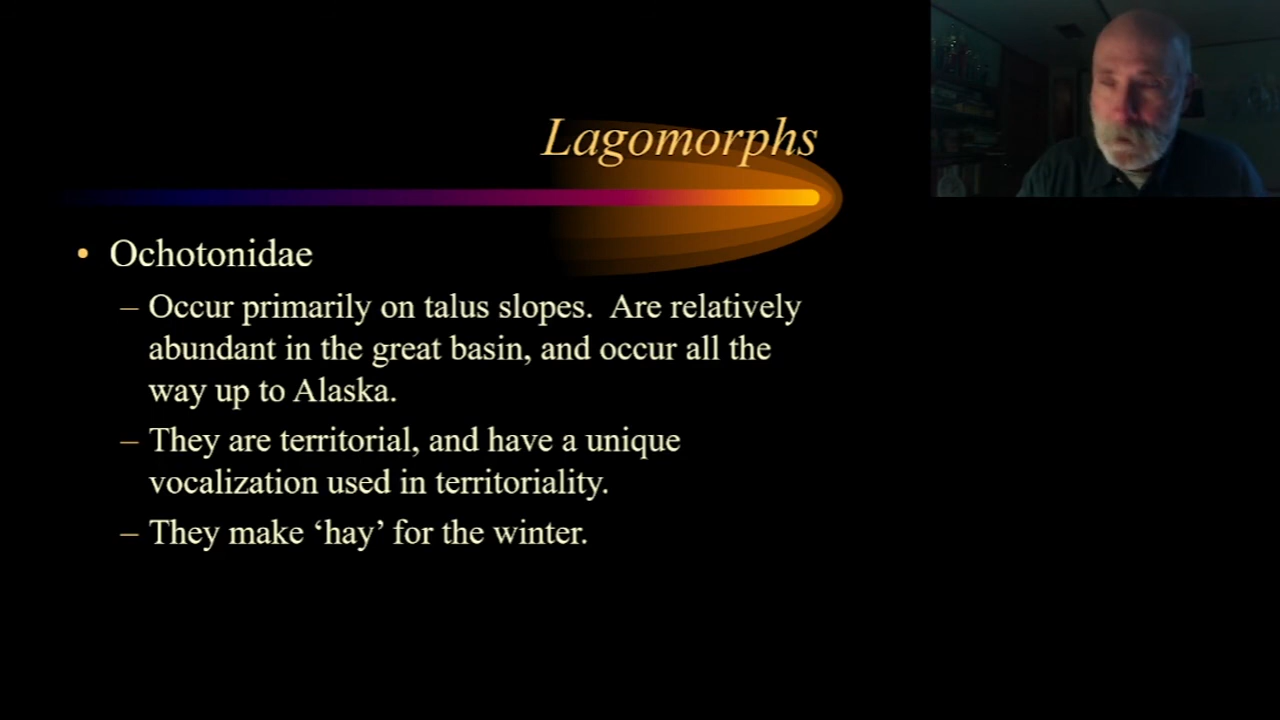 Lagomorphs
• Ochotonidae
– Occur primarily on talus slopes.  Are relatively
abundant in the great basin, and occur all the
way up to Alaska.
– They are territorial, and have a unique
vocalization used in territoriality.
– They make ‘hay’ for the winter.